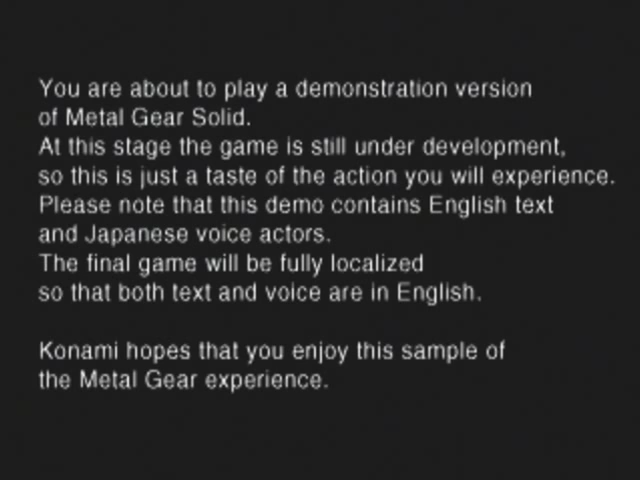 You are about to play a demonstration version
of Metal Gear Solid.
At this stage the game is still under development,
so this is just a taste of the action you will experience.
Please note that this demo contains English text
and Japanese voice actors.
The final game will be fully localized
so that both text and voice are in English.
Konami hopes that you enjoy this sample of
the Metal Gear experience.